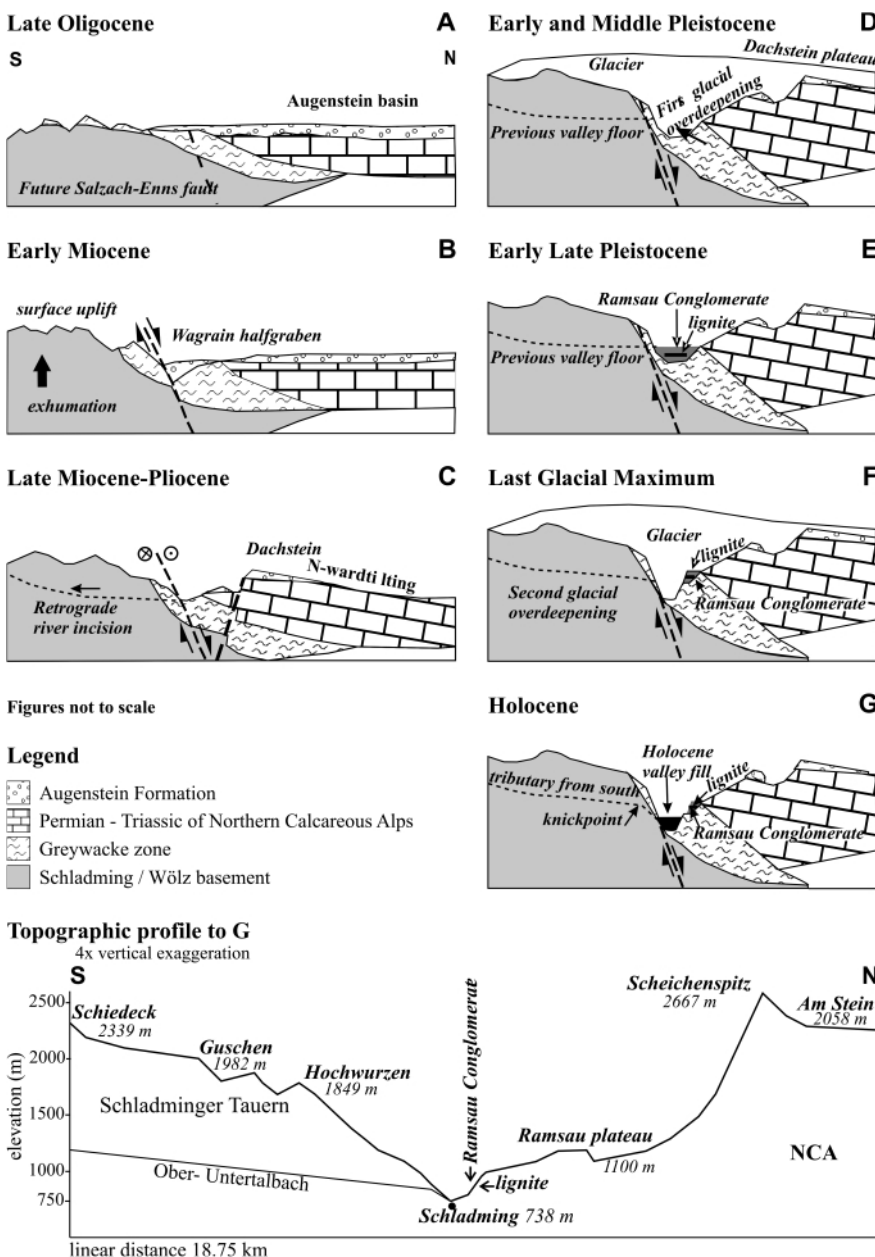 Late Oligocene
A
S
N
Augenstein basin
Future Salzach-Enns fault
Early Miocene
B
surface uplift
Wagrain halfgraben
exhumation
Late Miocene-Pliocene
C
Dachstein
N-wardti lting
Retrograde
river incision
Figures not to scale
Legend
Augenstein Formation
Permian - Triassic of Northern Calcareous Alps
Greywacke zone
Schladming / Wölz basement
Early and Middle Pleistocene
D
Dachstein plateau
Glacier
Firs glacial
overdeepening
Previous valley floor
Early Late Pleistocene
E
Ramsau Conglomerate
lignite
Previous valley floor
Last Glacial Maximum
F
Glacier
lignite
Second glacial
overdeepening
Ramsau Conglomerate
Holocene
G
Holocene
valley fill
lignite
tributary from south
knickpoint
Ramsau Conglomerate
Topographic profile to G
4x vertical exaggeration
S
N
elevation (m)
2500
2000
1500
1000
750
Schiedeck
2339 m
Guschen
1982 m
Hochwurzen
1849 m
Schladminger Tauern
Ober- Untertalbach
Ramsau Conglomerate
lignite
Schladming 738 m
Ramsau plateau
1100 m
Scheichenspitz
2667 m
Am Stein
2058 m
NCA
linear distance 18.75 km